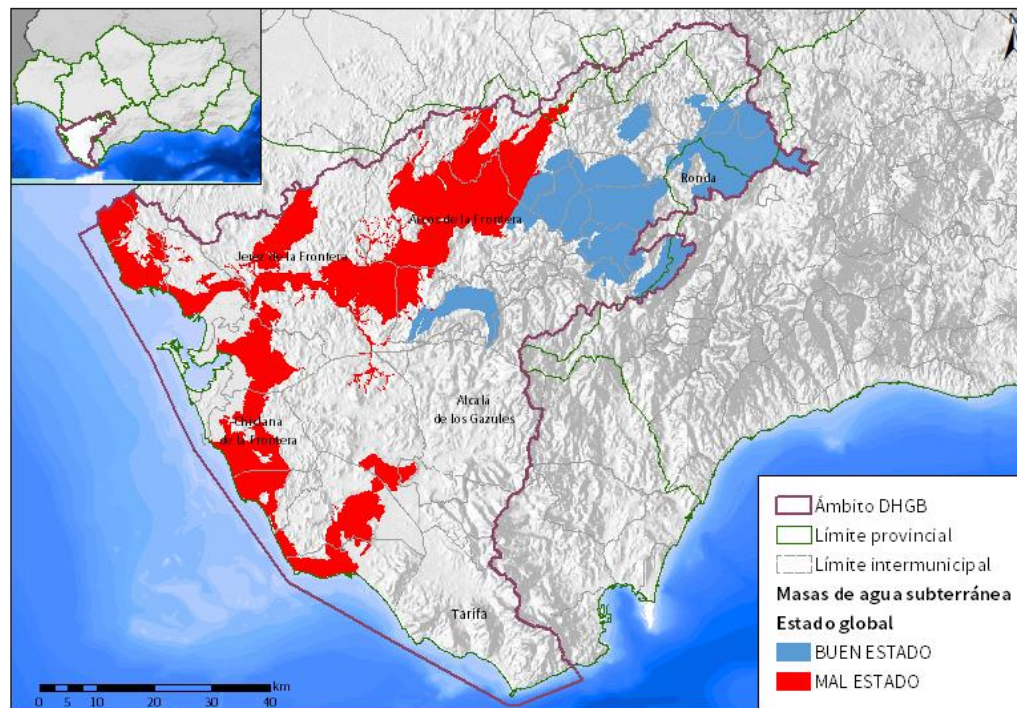 N
Ronda
Arcos de la Frontera
Jerez de la Frontera
Alcalá
de los Gazules
Chiclana
de la Frontera
Tarifa
Ámbito DHGB
Límite provincial
Límite intermunicipal
Masas de agua subterránea
Estado global
BUEN ESTADO
MAL ESTADO
km
0 5 10 20 30 40